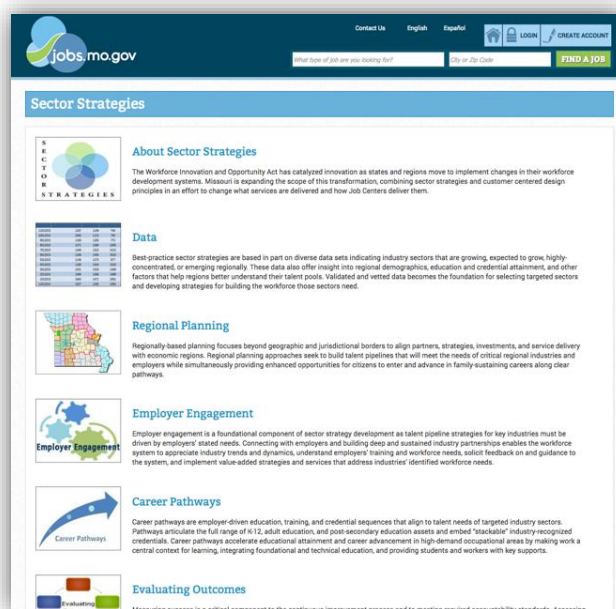 Contact Us English Español LOGIN CREATE ACCOUNT
jobs.mo.gov
What type of job are you looking for? City or Zip Code FIND A JOB
Sector Strategies
SECTOR
STRATEGIES
About Sector Strategies
The Workforce Innovation and Opportunity Act has catalyzed innovation as states and regions move to implement changes in their workforce
development systems. Missouri is expanding the scope of this transformation, combining sector strategies and customer centered design
principles in an effort to change what services are delivered and how Job Centers deliver them.
Data
Best-practice sector strategies are based in part on diverse data sets indicating industry sectors that are growing, expected to grow, highly-
concentrated, or emerging regionally. These data also offer insight into regional demographics, education and credential attainment, and other
factors that help regions better understand their talent pools. Validated and vetted data becomes the foundation for selecting targeted sectors
and developing strategies for building the workforce those sectors need.
Regional Planning
Regionally-based planning focuses beyond geographic and jurisdictional borders to align partners, strategies, investments, and service delivery
with economic regions. Regional planning approaches seek to build talent pipelines that will meet the needs of critical regional industries and
employers while simultaneously providing enhanced opportunities for citizens to enter and advance in family-sustaining careers along clear
pathways.
Employer Engagement
Employer Engagement
Employer engagement is a foundational component of sector strategy development as talent pipeline strategies for key industries must be
driven by employers' stated needs. Connecting with employers and building deep and sustained industry partnerships enables the workforce
system to appreciate industry trends and dynamics, understand employers' training and workforce needs, solicit feedback on and guidance to
the system, and implement value-added strategies and services that address industries' identified workforce needs.
Career Pathways
Career Pathways
Career pathways are employer-driven education, training, and credential sequences that align to talent needs of targeted industry sectors.
Pathways articulate the full range of K-12, adult education, and post-secondary education assets and embed "stackable" industry-recognized
credentials. Career pathways accelerate educational attainment and career advancement in high-demand occupational areas by making work a
central context for learning, integrating foundational and technical education, and providing students and workers with key supports.
Evaluating
Evaluating Outcomes